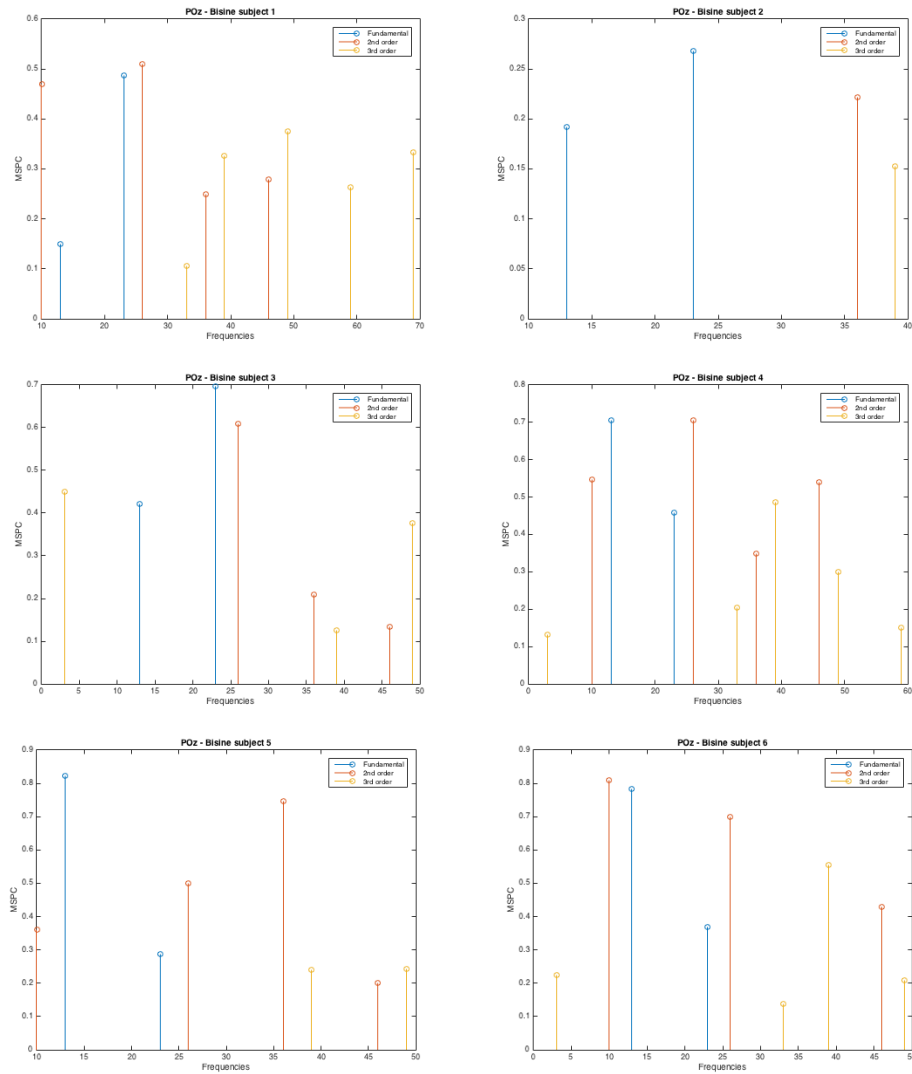 POz - Bisine subject 1
0.6
0.5
0.4
0.3
0.2
0.1
0
MSPC
10 20 30 40 50 60 70
Frequencies
Fundamental
2nd order
3rd order
POz - Bisine subject 2
0.3
0.25
0.2
0.15
0.1
0.05
0
MSPC
10 15 20 25 30 35 40
Frequencies
Fundamental
2nd order
3rd order
POz - Bisine subject 3
0.7
0.6
0.5
0.4
0.3
0.2
0.1
0
MSPC
0 5 10 15 20 25 30 35 40 45 50
Frequencies
Fundamental
2nd order
3rd order
POz - Bisine subject 4
0.8
0.7
0.6
0.5
0.4
0.3
0.2
0.1
0
MSPC
0 10 20 30 40 50 60
Frequencies
Fundamental
2nd order
3rd order
POz - Bisine subject 5
0.9
0.8
0.7
0.6
0.5
0.4
0.3
0.2
0.1
0
MSPC
10 15 20 25 30 35 40 45 50
Frequencies
Fundamental
2nd order
3rd order
POz - Bisine subject 6
0.9
0.8
0.7
0.6
0.5
0.4
0.3
0.2
0.1
0
MSPC
0 5 10 15 20 25 30 35 40 45 50
Frequencies
Fundamental
2nd order
3rd order